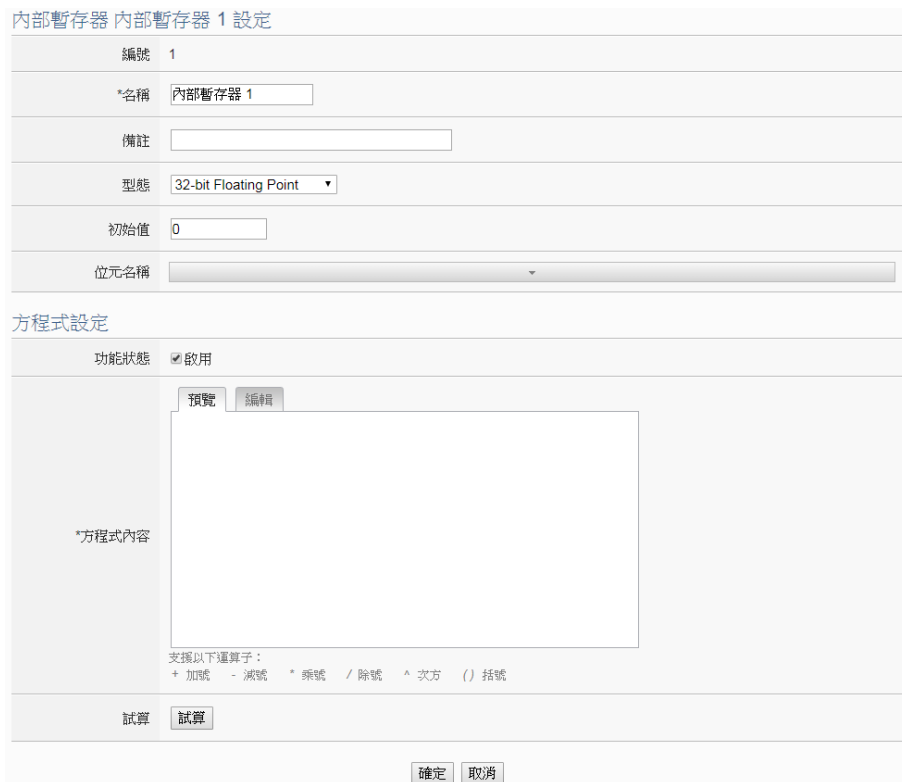 內部暫存器 內部暫存器 1 設定
編號 1
*名稱 內部暫存器 1
備註
型態 32-bit Floating Point
初始值 0
位元名稱
方程式設定
功能狀態 啟用
預覽 編輯
*方程式內容
支援以下運算子：
+ 加號 - 減號 * 乘號 / 除號 ^ 次方 () 括號
試算 試算
確定 取消